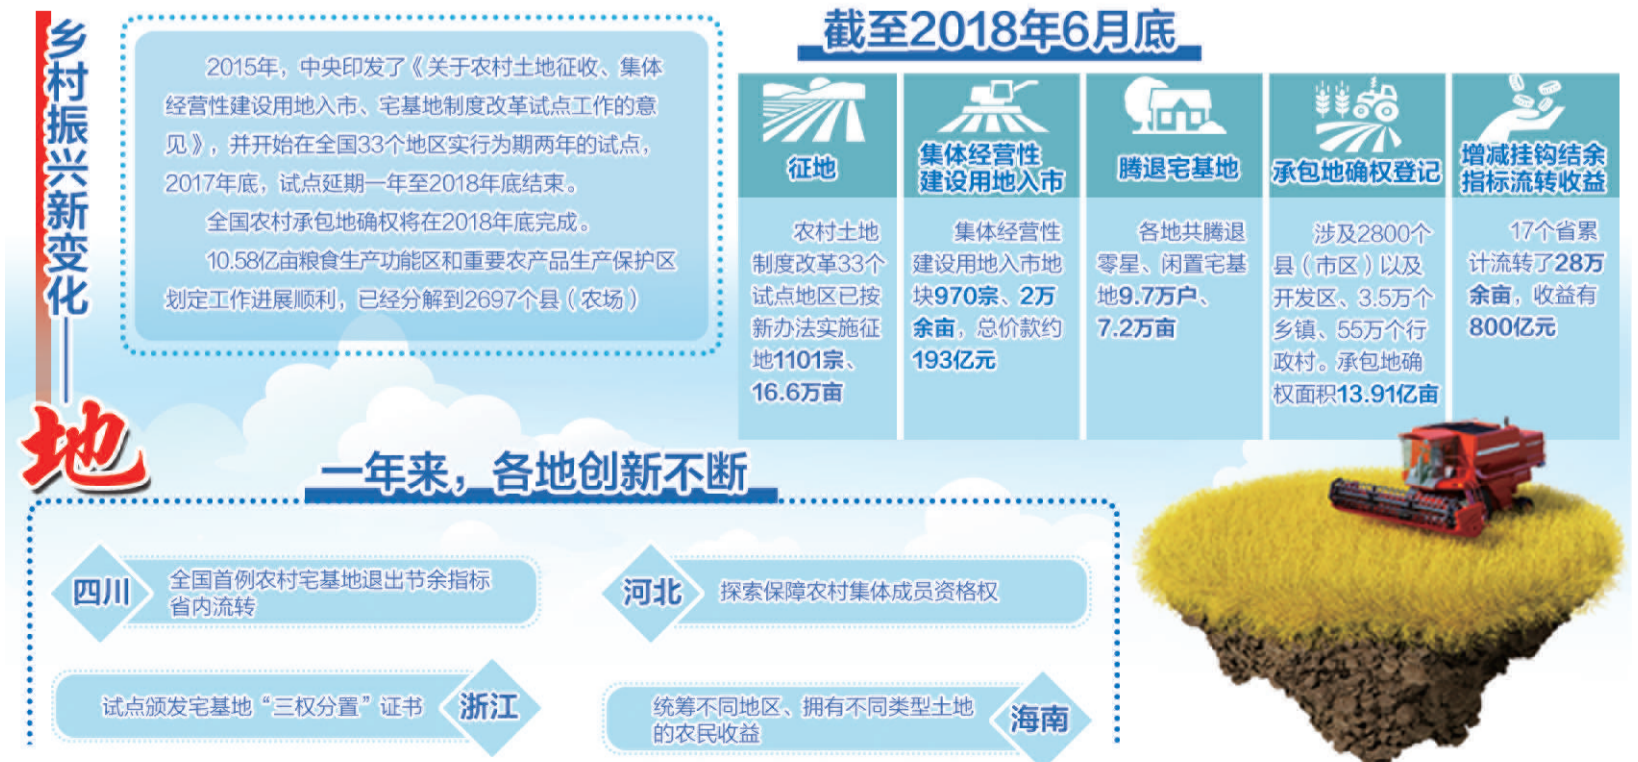 乡村振兴新变化——
地
2015年，中央印发了《关于农村土地征收、集体
经营性建设用地入市、宅基地制度改革试点工作的意
见》，并开始在全国33个地区实行为期两年的试点，
2017年底，试点延期一年至2018年底结束。
全国农村承包地确权将在2018年底完成。
10.58亿亩粮食生产功能区和重要农产品生产保护区
划定工作进展顺利，已经分解到2697个县（农场）
截至2018年6月底
征地
农村土地
制度改革33个
试点地区已按
新办法实施征
地1101宗、
16.6万亩
集体经营性
建设用地入市
集体经营性
建设用地入市地
块970宗、2万
余亩，总价款约
193亿元
腾退宅基地
各地共腾退
零星、闲置宅基
地9.7万户、
7.2万亩
承包地确权登记
涉及2800个
县（市区）以及
开发区、3.5万个
乡镇、55万个行
政村。承包地确
权面积13.91亿亩
增减挂钩结余
指标流转收益
17个省累
计流转了28万
余亩，收益有
800亿元
一年来，各地创新不断
四川
全国首例农村宅基地退出节余指标
省内流转
河北
探索保障农村集体成员资格权
试点颁发宅基地“三权分置”证书
浙江
统筹不同地区、拥有不同类型土地
的农民收益
海南